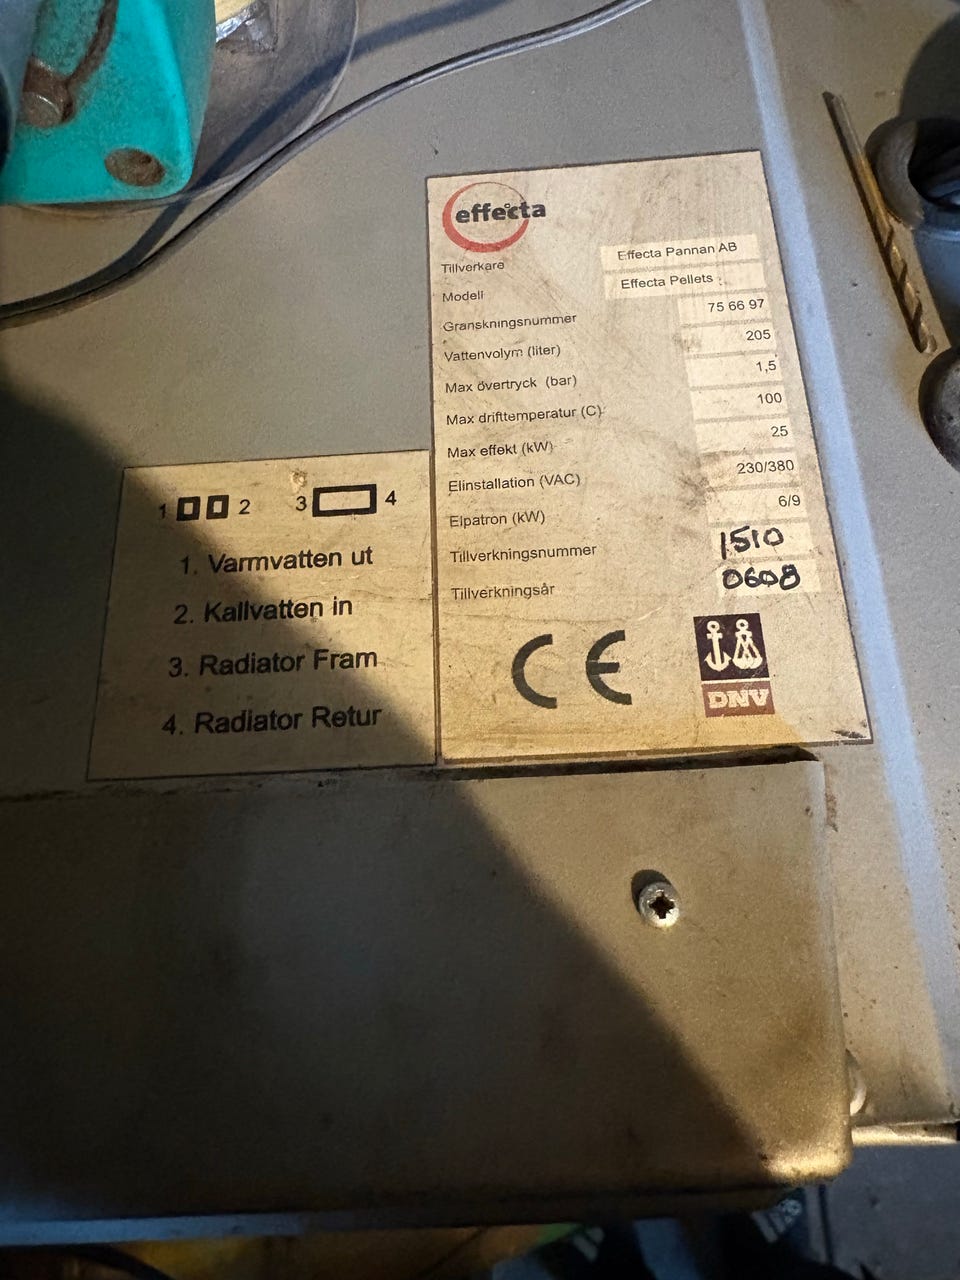 effecta
Tillverkare Effecta Pannan AB
Modell Effecta Pellets
Granskningsnummer 75 66 97
Vattenvolym (liter) 205
Max övertryck (bar) 1,5
Max drifttemperatur (C) 100
Max effekt (kW) 25
Elinstallation (VAC) 230/380
Elpatron (kW) 6/9
Tillverkningsnummer 1510
Tillverkningsår 0608
CE
DNV
1 2 3 4
1. Varmvatten ut
2. Kallvatten in
3. Radiator Fram
4. Radiator Retur